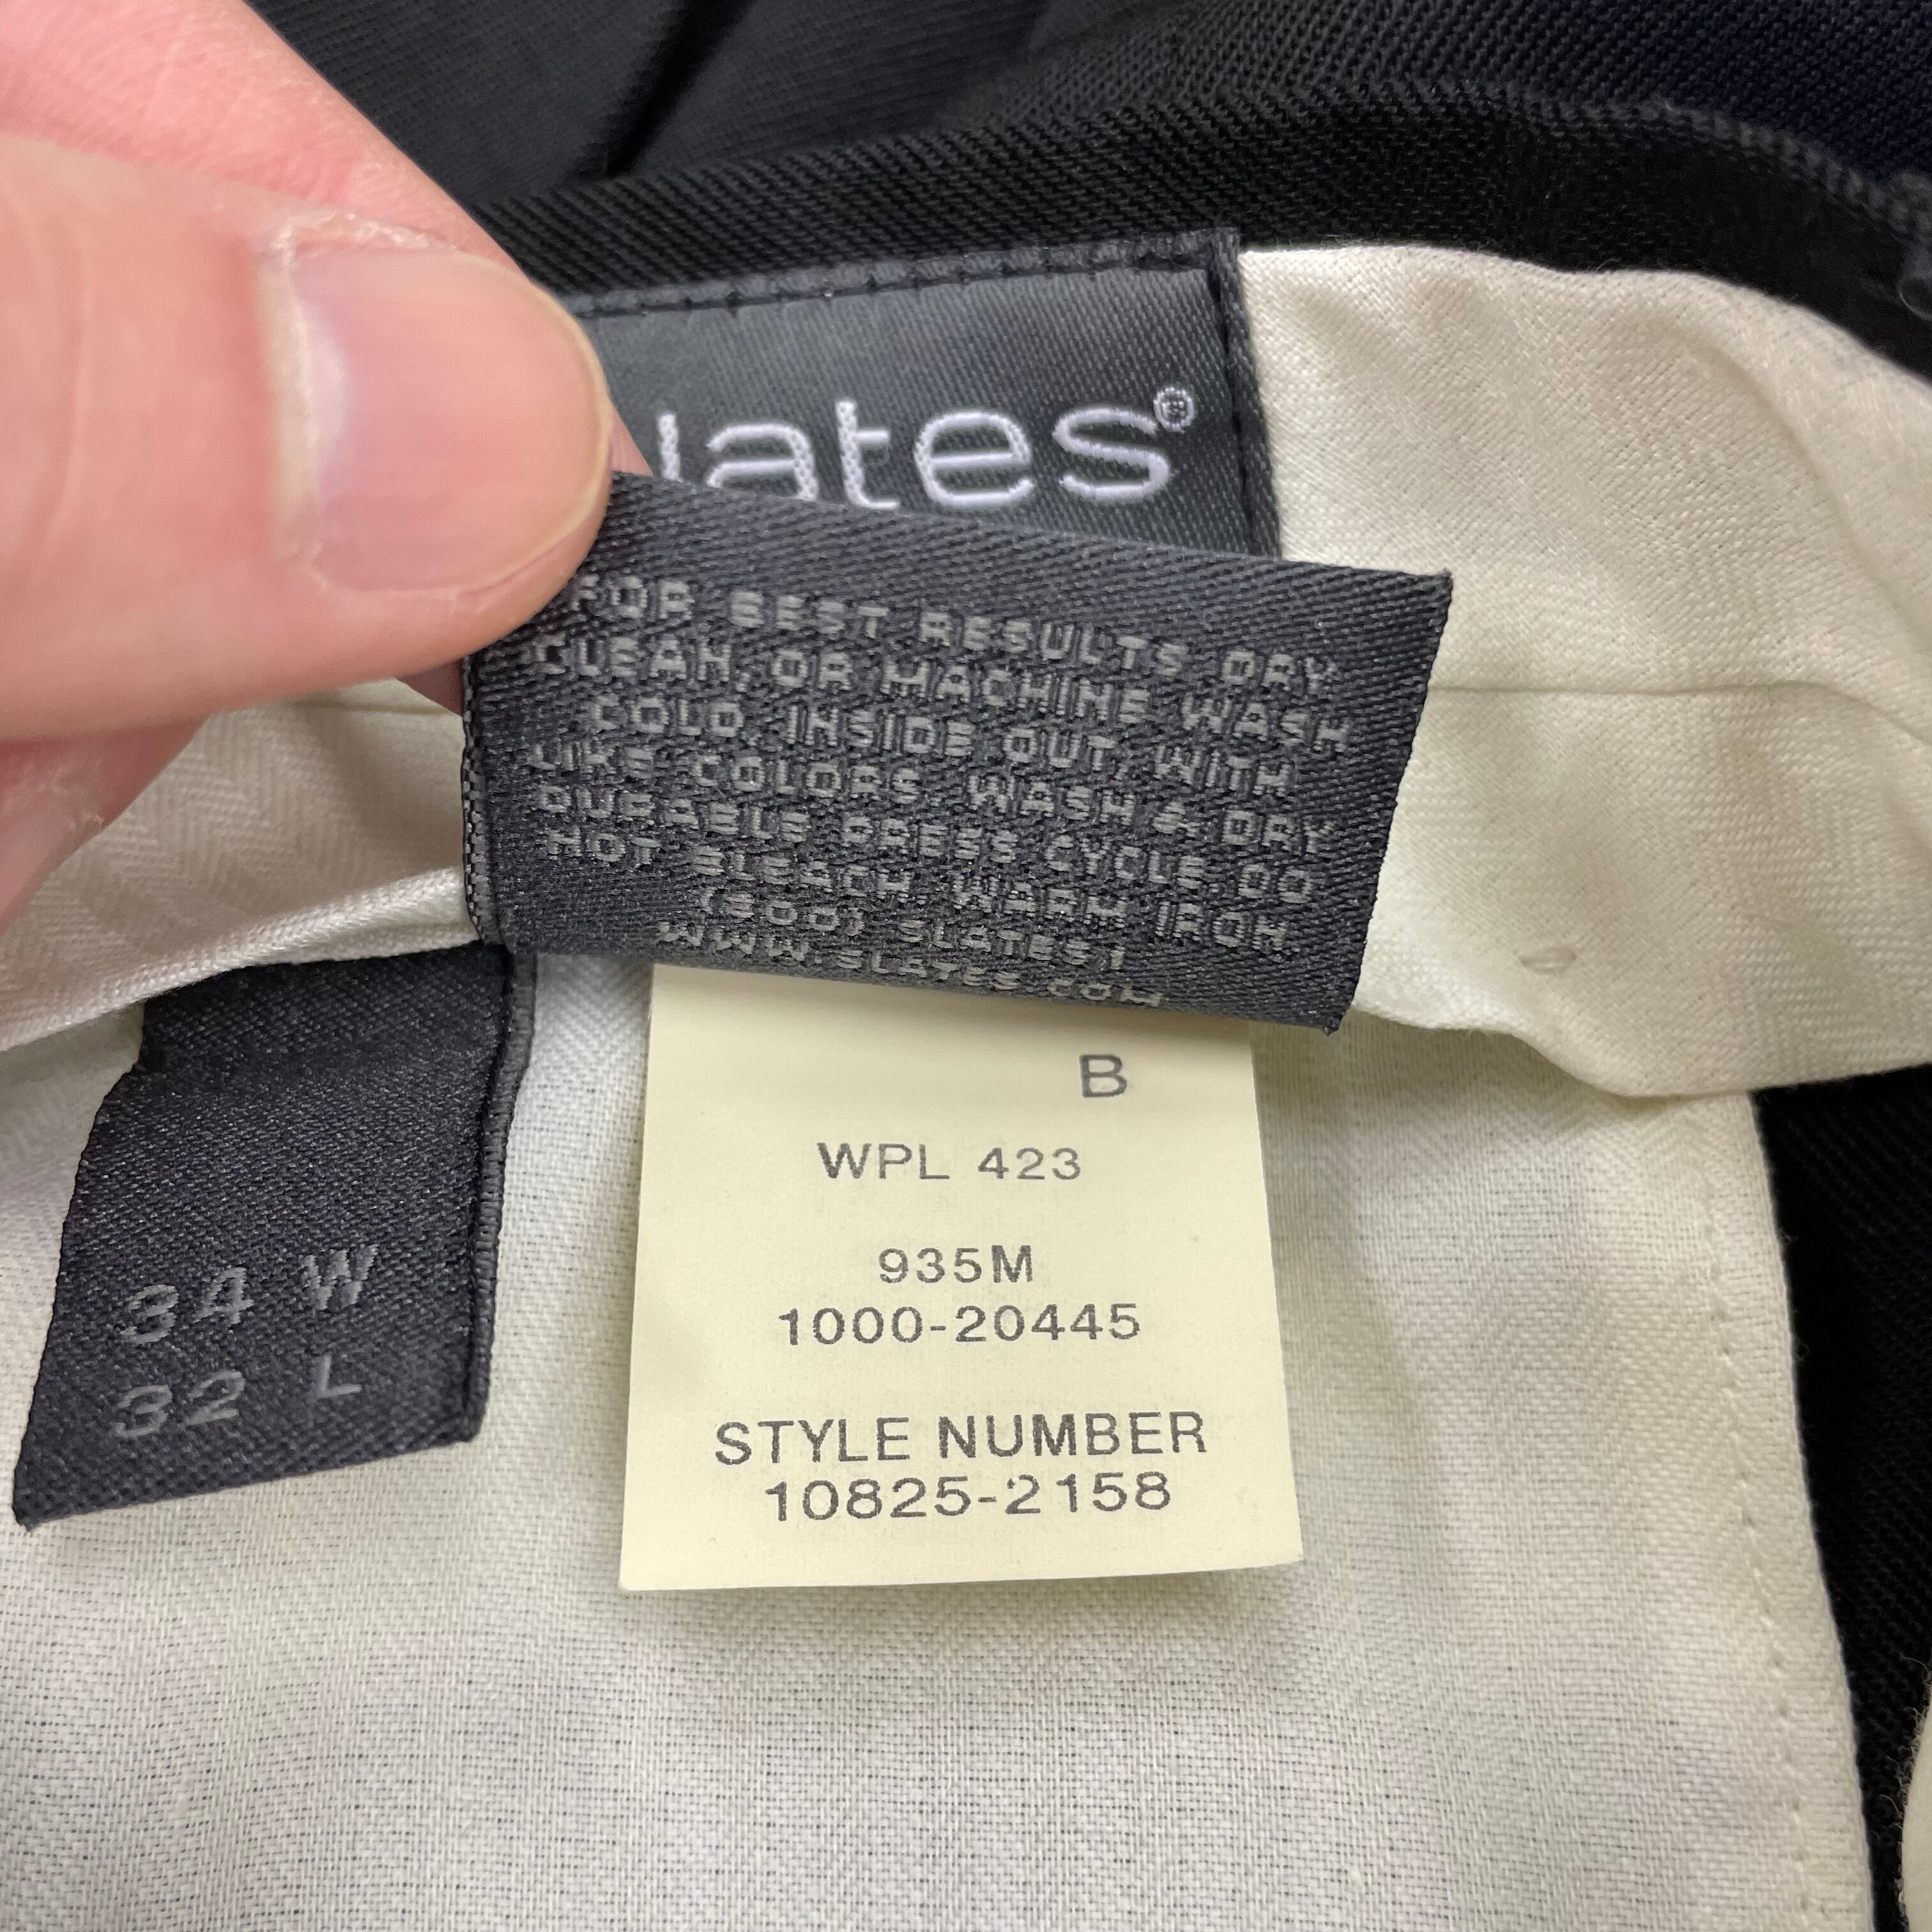 lates®
FOR BEST RESULTS DRY
CLEAN, OR MACHINE WASH
COLD, INSIDE OUT, WITH
LIKE COLORS. WASH & DRY
DURABLE PRESS CYCLE. DO
NOT BLEACH. WARM IRON.
(800) SLATES1
WWW.SLATES.COM
34 W
32 L
B
WPL 423
935M
1000-20445
STYLE NUMBER
10825-2158